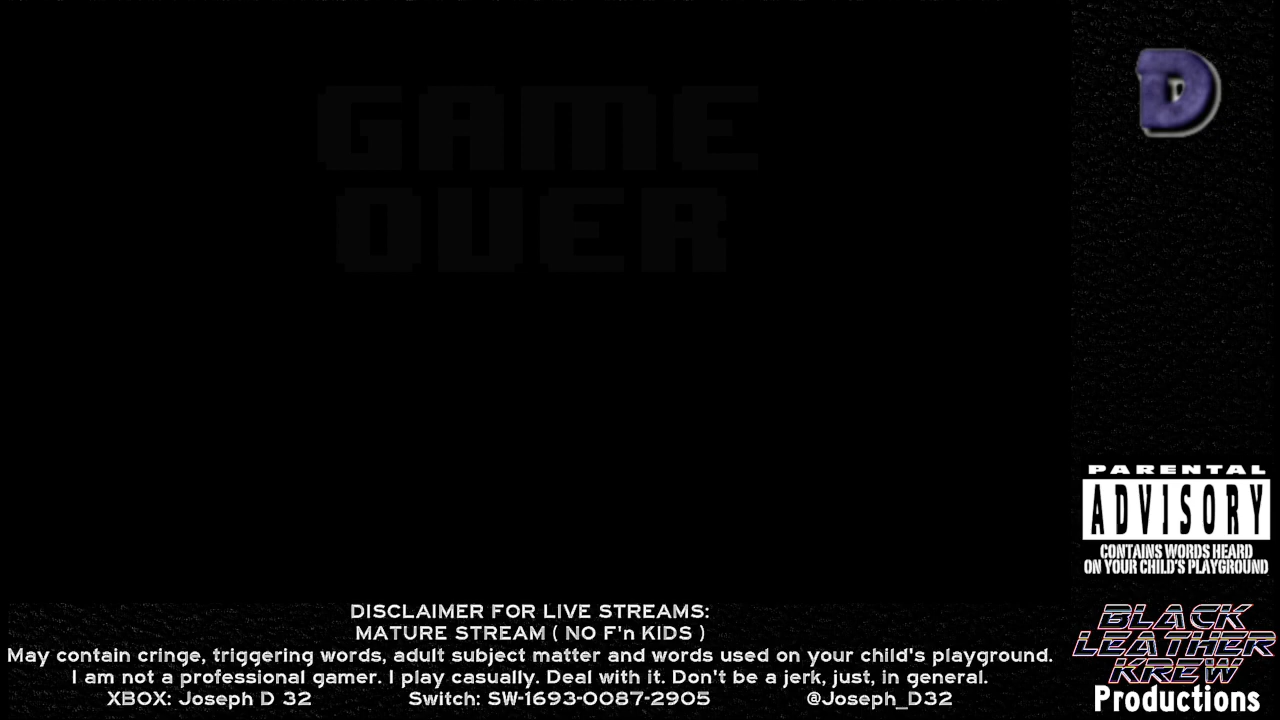 GAME
OVER
D
PARENTAL
ADVISORY
CONTAINS WORDS HEARD
ON YOUR CHILD'S PLAYGROUND
BLACK
LEATHER
KREW
Productions
DISCLAIMER FOR LIVE STREAMS:
MATURE STREAM ( NO F'n KIDS )
May contain cringe, triggering words, adult subject matter and words used on your child's playground.
I am not a professional gamer. I play casually. Deal with it. Don't be a jerk, just, in general.
XBOX: Joseph D 32 Switch: SW-1693-0087-2905 @Joseph_D32